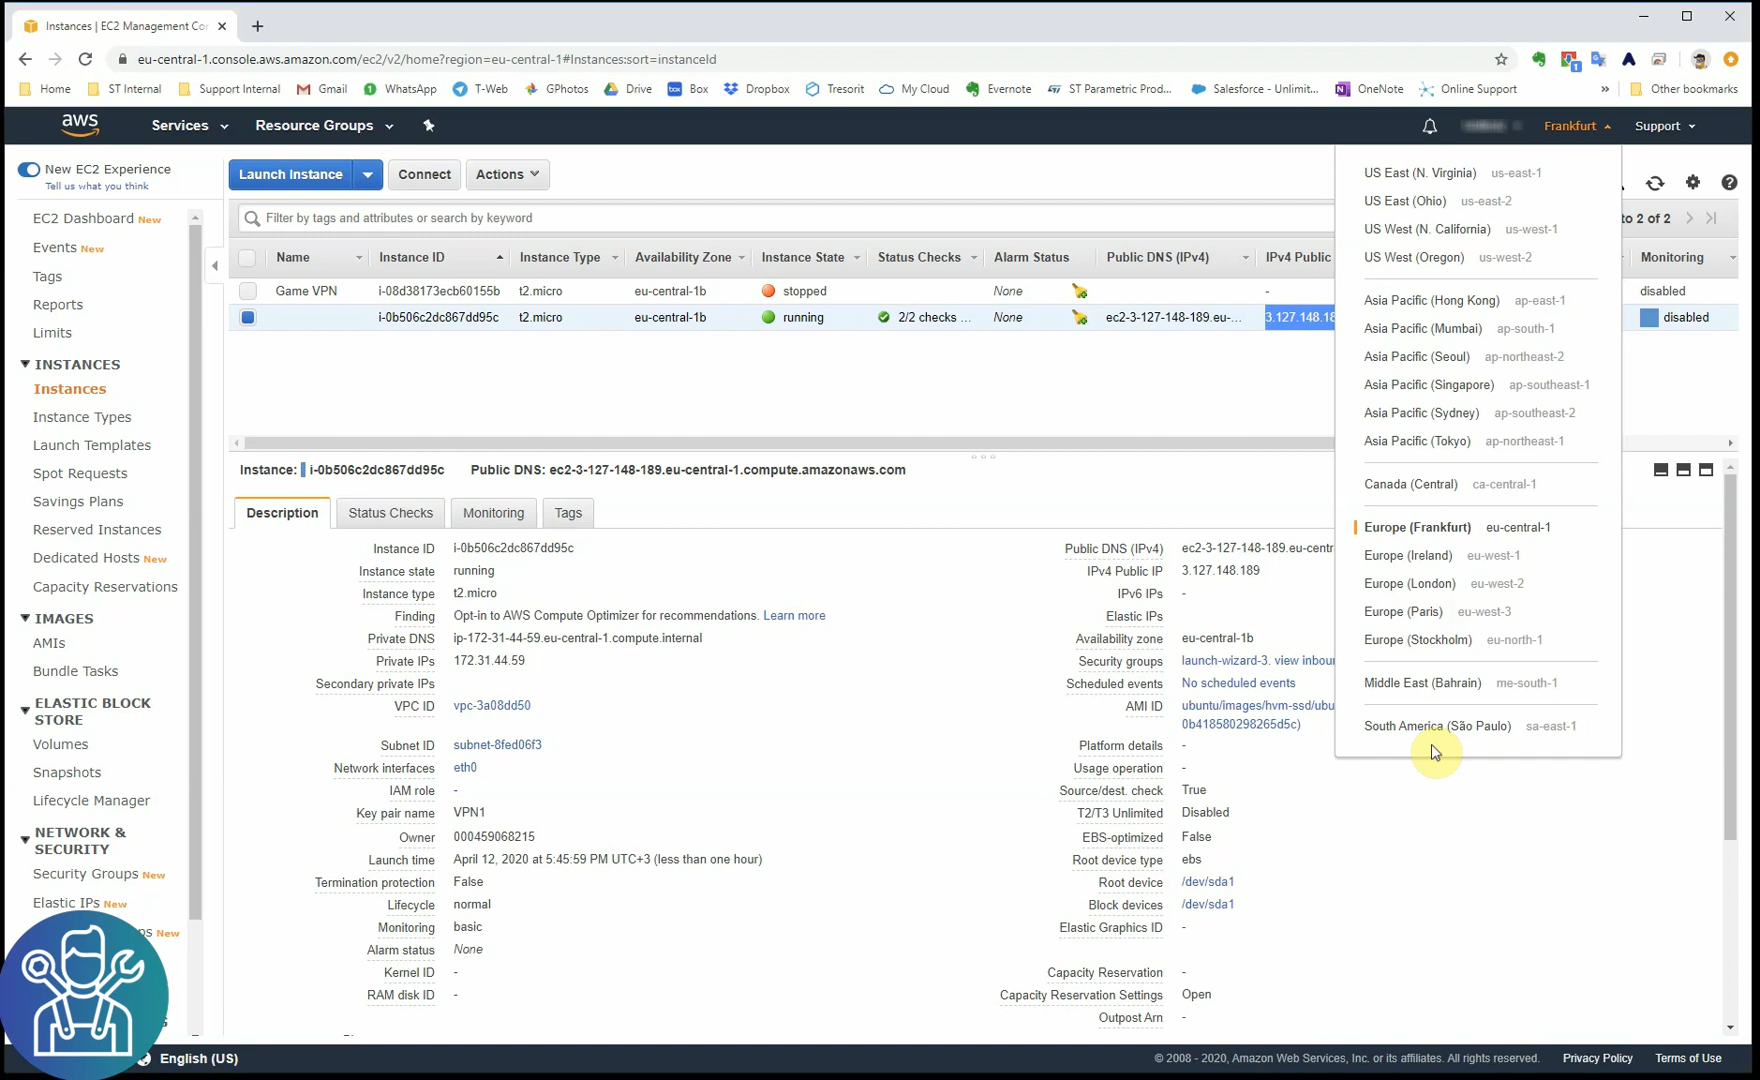 Instances | EC2 Management Con
eu-central-1.console.aws.amazon.com/ec2/v2/home?region=eu-central-1#Instances:sort=instanceId
1
Home
ST Internal
Support Internal
Gmail
WhatsApp
T-Web
GPhotos
Drive
Box
Dropbox
Tresorit
My Cloud
Evernote
ST Parametric Prod...
Salesforce - Unlimit...
OneNote
Online Support
»
Other bookmarks
aws
Services
Resource Groups
Frankfurt
Support
New EC2 Experience
Tell us what you think
EC2 Dashboard New
Events New
Tags
Reports
Limits
INSTANCES
Instances
Instance Types
Launch Templates
Spot Requests
Savings Plans
Reserved Instances
Dedicated Hosts New
Capacity Reservations
IMAGES
AMIs
Bundle Tasks
ELASTIC BLOCK
STORE
Volumes
Snapshots
Lifecycle Manager
NETWORK &
SECURITY
Security Groups New
Elastic IPs New
New
Launch Instance
Connect
Actions
Filter by tags and attributes or search by keyword
to 2 of 2
Name
Instance ID
Instance Type
Availability Zone
Instance State
Status Checks
Alarm Status
Public DNS (IPv4)
IPv4 Public
Monitoring
Game VPN i-08d38173ecb60155b t2.micro eu-central-1b stopped None - disabled
i-0b506c2dc867dd95c t2.micro eu-central-1b running 2/2 checks ... None ec2-3-127-148-189.eu-... 3.127.148.18 disabled
Instance: i-0b506c2dc867dd95c Public DNS: ec2-3-127-148-189.eu-central-1.compute.amazonaws.com
Description
Status Checks
Monitoring
Tags
Instance ID i-0b506c2dc867dd95c
Instance state running
Instance type t2.micro
Finding Opt-in to AWS Compute Optimizer for recommendations. Learn more
Private DNS ip-172-31-44-59.eu-central-1.compute.internal
Private IPs 172.31.44.59
Secondary private IPs
VPC ID vpc-3a08dd50
Subnet ID subnet-8fed06f3
Network interfaces eth0
IAM role -
Key pair name VPN1
Owner 000459068215
Launch time April 12, 2020 at 5:45:59 PM UTC+3 (less than one hour)
Termination protection False
Lifecycle normal
Monitoring basic
Alarm status None
Kernel ID -
RAM disk ID -
Public DNS (IPv4) ec2-3-127-148-189.eu-centr
IPv4 Public IP 3.127.148.189
IPv6 IPs -
Elastic IPs
Availability zone eu-central-1b
Security groups launch-wizard-3. view inbour
Scheduled events No scheduled events
AMI ID ubuntu/images/hvm-ssd/ubu
0b418580298265d5c)
Platform details -
Usage operation -
Source/dest. check True
T2/T3 Unlimited Disabled
EBS-optimized False
Root device type ebs
Root device /dev/sda1
Block devices /dev/sda1
Elastic Graphics ID -
Capacity Reservation -
Capacity Reservation Settings Open
Outpost Arn -
US East (N. Virginia) us-east-1
US East (Ohio) us-east-2
US West (N. California) us-west-1
US West (Oregon) us-west-2
Asia Pacific (Hong Kong) ap-east-1
Asia Pacific (Mumbai) ap-south-1
Asia Pacific (Seoul) ap-northeast-2
Asia Pacific (Singapore) ap-southeast-1
Asia Pacific (Sydney) ap-southeast-2
Asia Pacific (Tokyo) ap-northeast-1
Canada (Central) ca-central-1
Europe (Frankfurt) eu-central-1
Europe (Ireland) eu-west-1
Europe (London) eu-west-2
Europe (Paris) eu-west-3
Europe (Stockholm) eu-north-1
Middle East (Bahrain) me-south-1
South America (São Paulo) sa-east-1
English (US)
© 2008 - 2020, Amazon Web Services, Inc. or its affiliates. All rights reserved.
Privacy Policy
Terms of Use